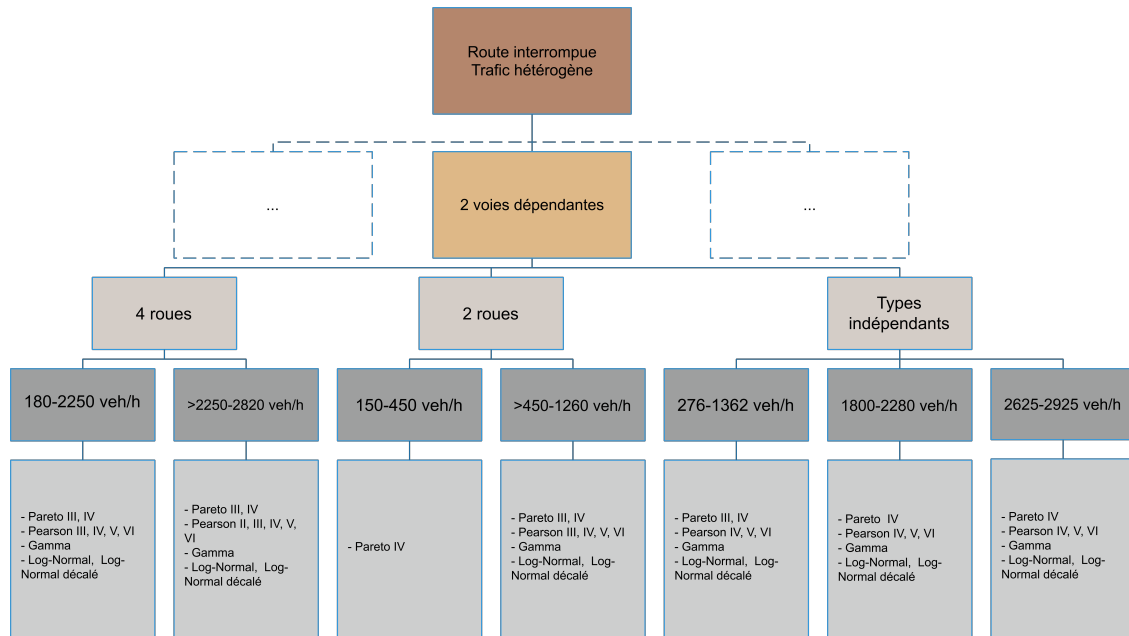 Route interrompue
Trafic hétérogène
...
2 voies dépendantes
...
4 roues
2 roues
Types
indépendants
180-2250 veh/h
>2250-2820 veh/h
150-450 veh/h
>450-1260 veh/h
276-1362 veh/h
1800-2280 veh/h
2625-2925 veh/h
- Pareto III, IV
- Pearson III, IV, V, VI
- Gamma
- Log-Normal, Log-
Normal décalé
- Pareto III, IV
- Pearson II, III, IV, V,
VI
- Gamma
- Log-Normal, Log-
Normal décalé
- Pareto IV
- Pareto III, IV
- Pearson III, IV, V, VI
- Gamma
- Log-Normal, Log-
Normal décalé
- Pareto III, IV
- Pearson IV, V, VI
- Gamma
- Log-Normal, Log-
Normal décalé
- Pareto IV
- Pearson IV, V, VI
- Gamma
- Log-Normal, Log-
Normal décalé
- Pareto IV
- Pearson IV, V, VI
- Gamma
- Log-Normal, Log-
Normal décalé